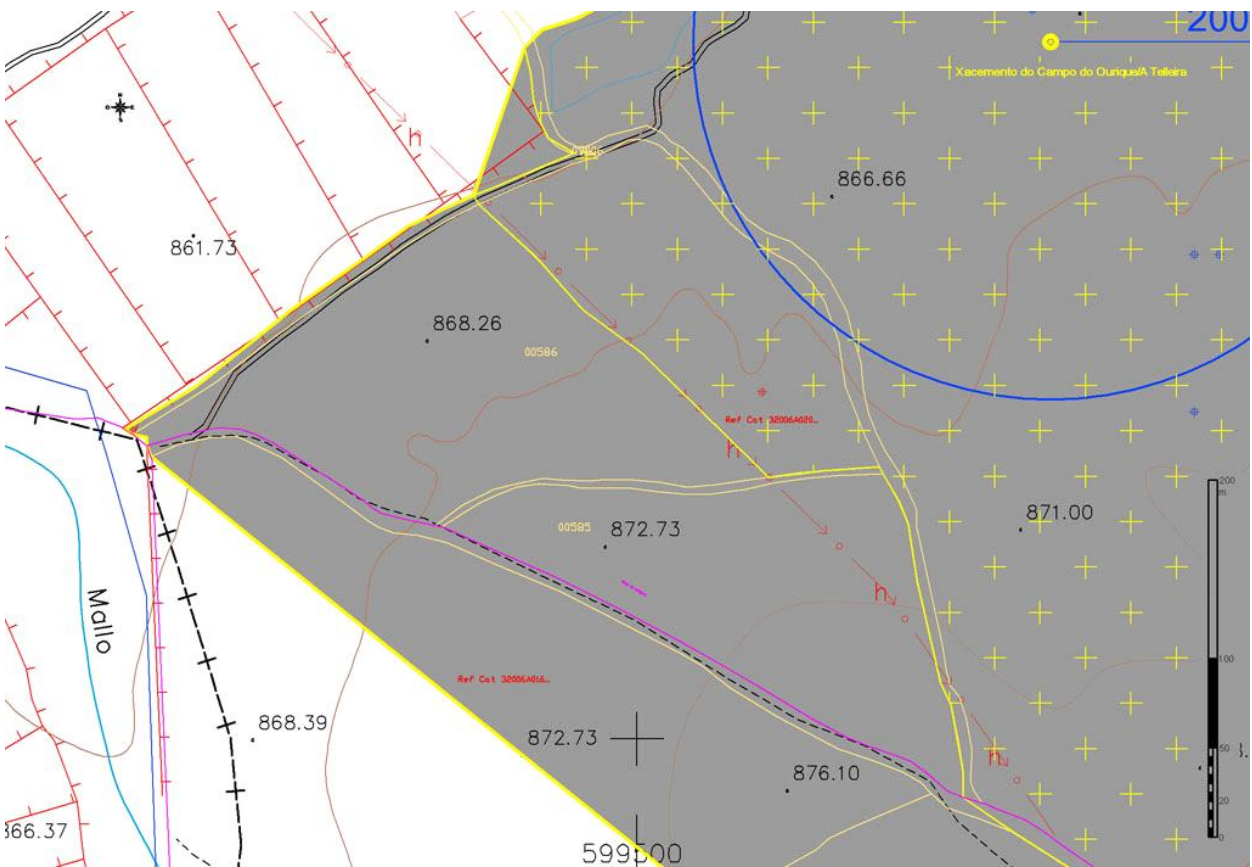 200
Xacemento do Campo do Ourique/A Telleira
h
866.66
861.73
868.26
00586
Ref Cat 32006A020…
h
200
m
871.00
00585
872.73
h
Mallo
100
Ref Cat 32006A016…
868.39
872.73
50
h
876.10
20
866.37
0
599500